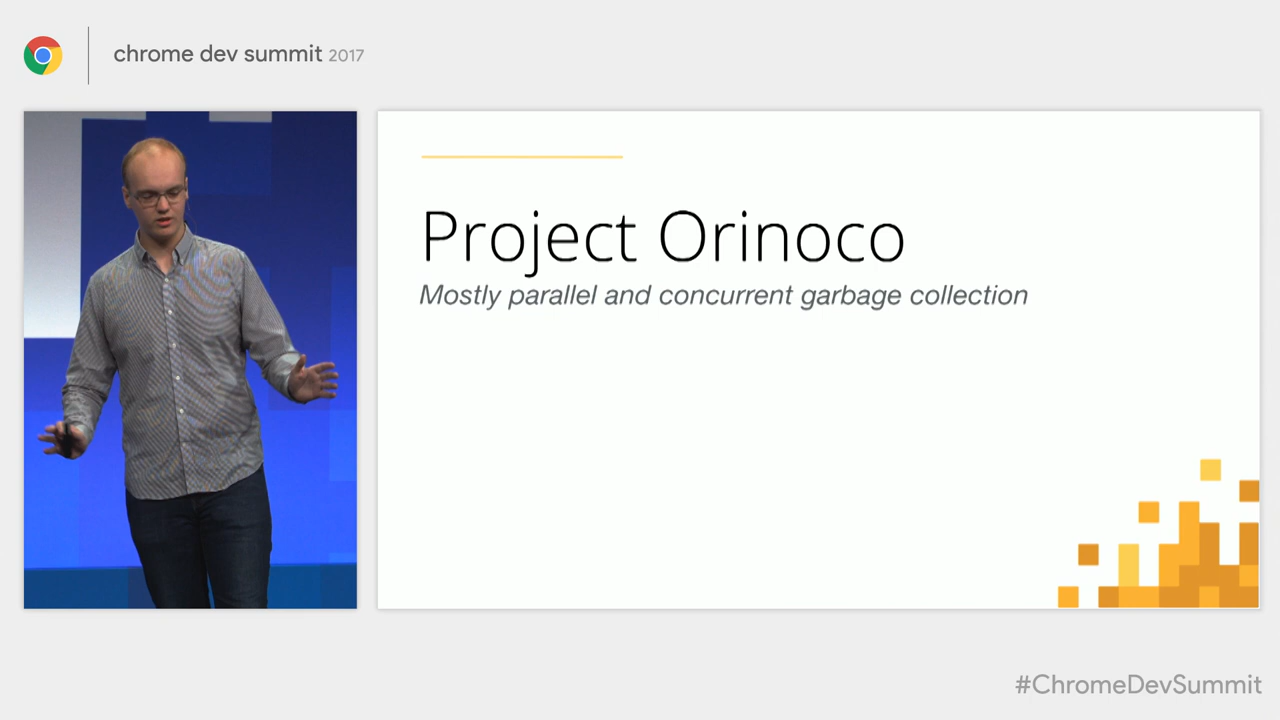 chrome dev summit 2017
Project Orinoco
Mostly parallel and concurrent garbage collection
#ChromeDevSummit